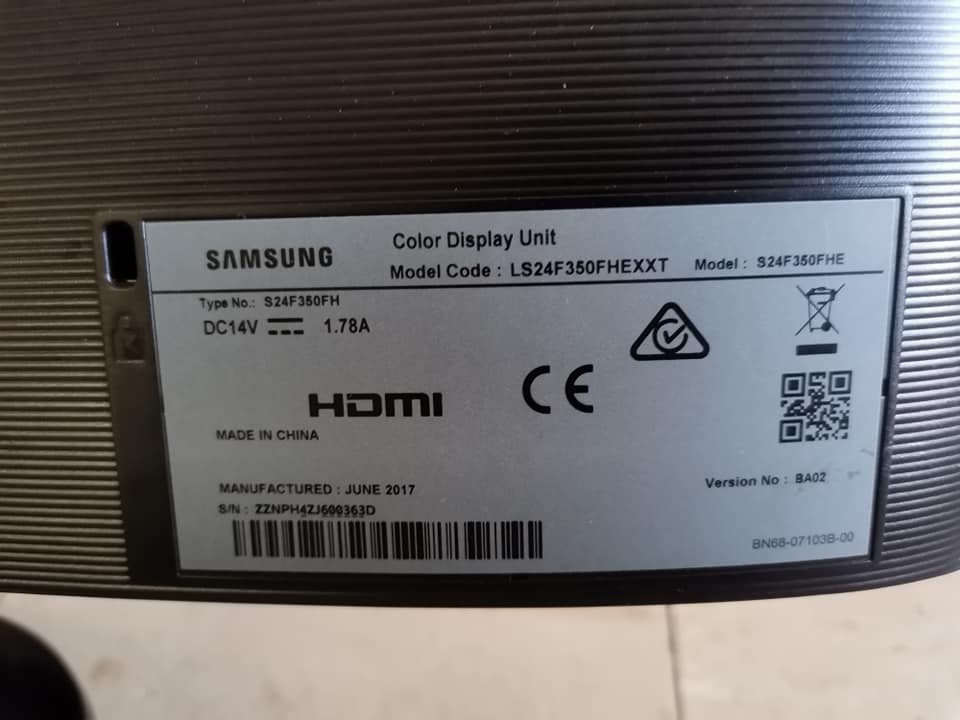 SAMSUNG
Color Display Unit
Model Code : LS24F350FHEXXT Model : S24F350FHE
Type No.: S24F350FH
DC14V 1.78A
HDMI
CE
MADE IN CHINA
MANUFACTURED : JUNE 2017
S/N : ZZNPH4ZJ600363D
Version No : BA02
BN68-07103B-00